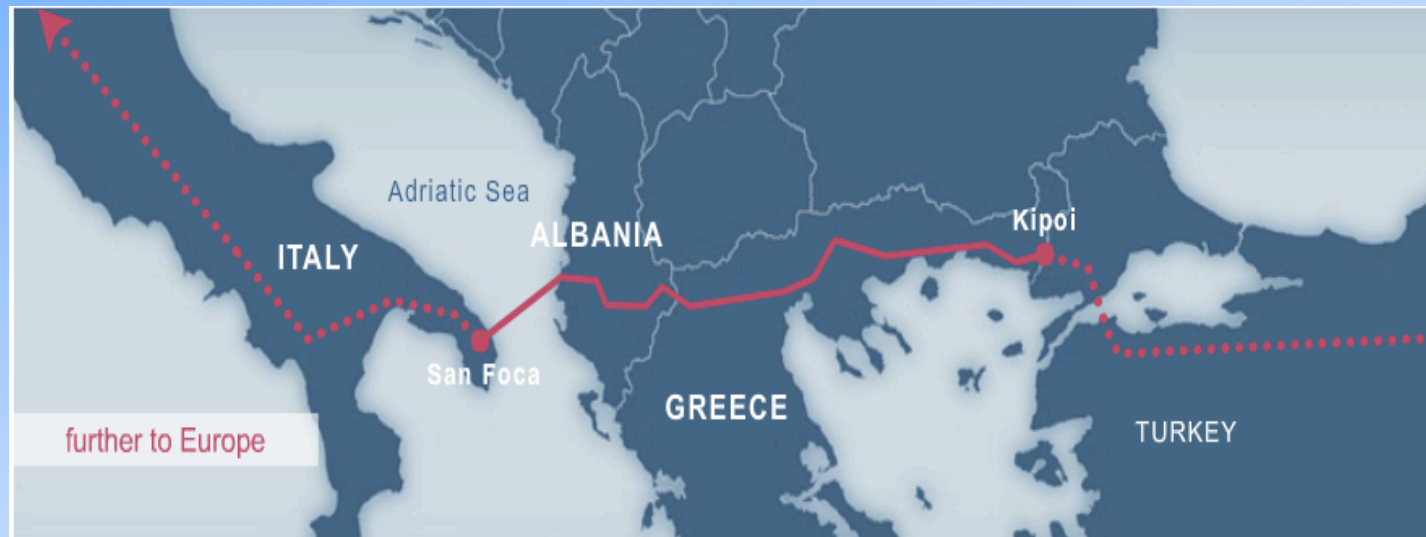 Adriatic Sea
Kipoi
ALBANIA
ITALY
San Foca
GREECE
further to Europe
TURKEY